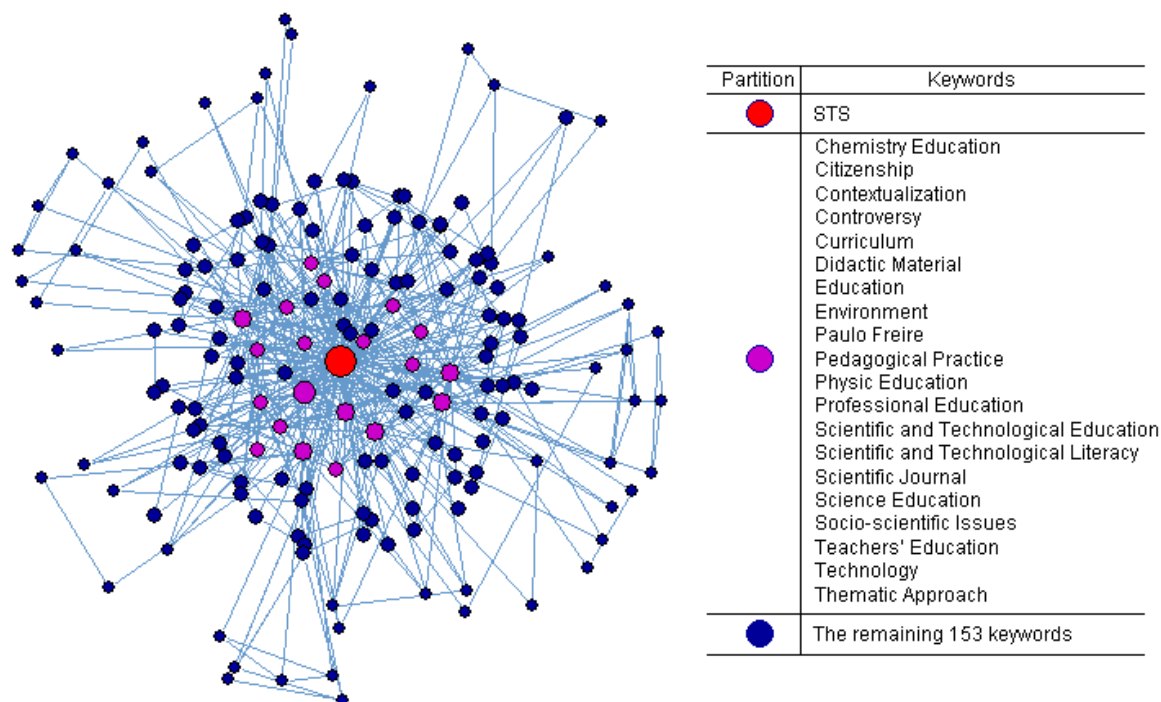 Partition Keywords
STS
Chemistry Education
Citizenship
Contextualization
Controversy
Curriculum
Didactic Material
Education
Environment
Paulo Freire
Pedagogical Practice
Physic Education
Professional Education
Scientific and Technological Education
Scientific and Technological Literacy
Scientific Journal
Science Education
Socio-scientific Issues
Teachers' Education
Technology
Thematic Approach
The remaining 153 keywords